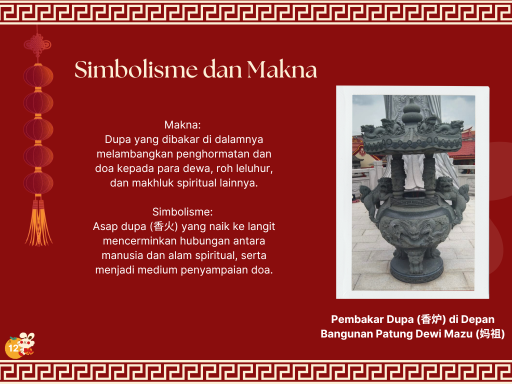 Simbolisme dan Makna
Makna:
Dupa yang dibakar di dalamnya
melambangkan penghormatan dan
doa kepada para dewa, roh leluhur,
dan makhluk spiritual lainnya.
Simbolisme:
Asap dupa (香火) yang naik ke langit
mencerminkan hubungan antara
manusia dan alam spiritual, serta
menjadi medium penyampaian doa.
Pembakar Dupa (香炉) di Depan
Bangunan Patung Dewi Mazu (妈祖)
12